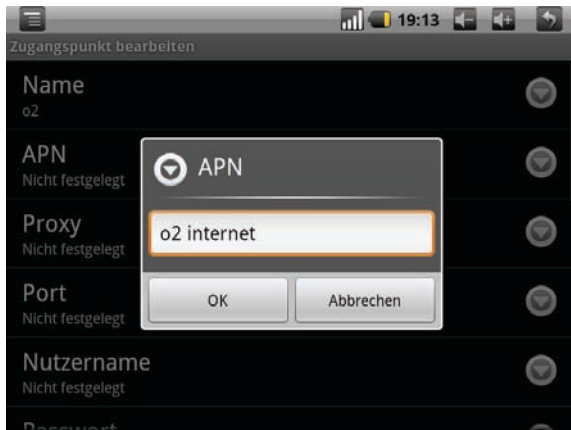 19:13
Zugangspunkt bearbeiten
Name
o2
APN
Nicht festgelegt
Proxy
Nicht festgelegt
Port
Nicht festgelegt
Nutzername
Nicht festgelegt
Passwort
APN
o2 internet
OK
Abbrechen